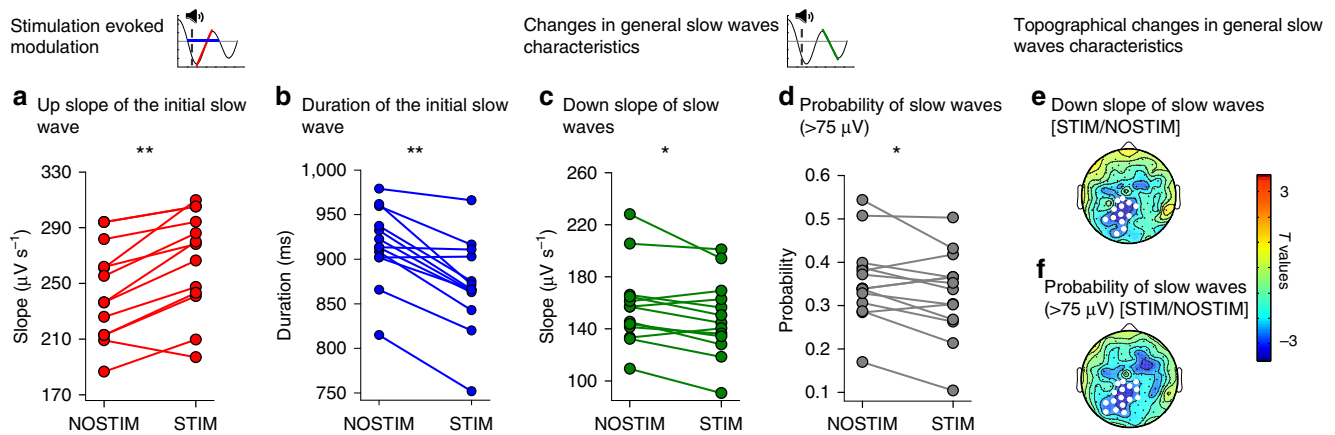 Stimulation evoked
modulation
Changes in general slow waves
characteristics
Topographical changes in general slow
waves characteristics
a Up slope of the initial slow
wave
**
330
290
250
210
170
Slope (µV s⁻¹)
NOSTIM STIM
b Duration of the initial slow
wave
**
1,000
950
900
850
800
750
Duration (ms)
NOSTIM STIM
c Down slope of slow
waves
*
260
220
180
140
100
Slope (µV s⁻¹)
NOSTIM STIM
d Probability of slow waves
(>75 µV)
*
0.6
0.5
0.4
0.3
0.2
0.1
Probability
NOSTIM STIM
e Down slope of slow waves
[STIM/NOSTIM]
f Probability of slow waves
(>75 µV) [STIM/NOSTIM]
3
T values
–3